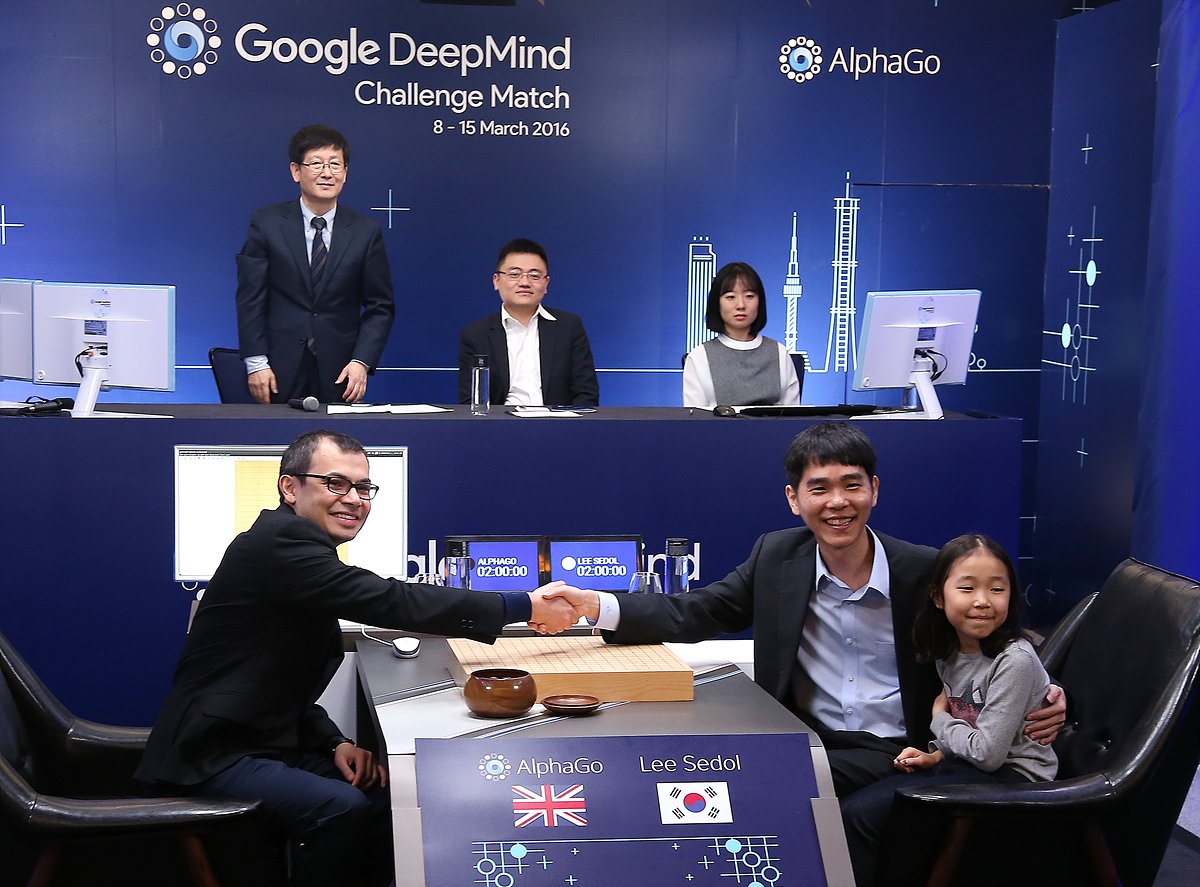 Google DeepMind
Challenge Match
8 - 15 March 2016
AlphaGo
ALPHAGO
02:00:00
LEE SEDOL
02:00:00
AlphaGo
Lee Sedol